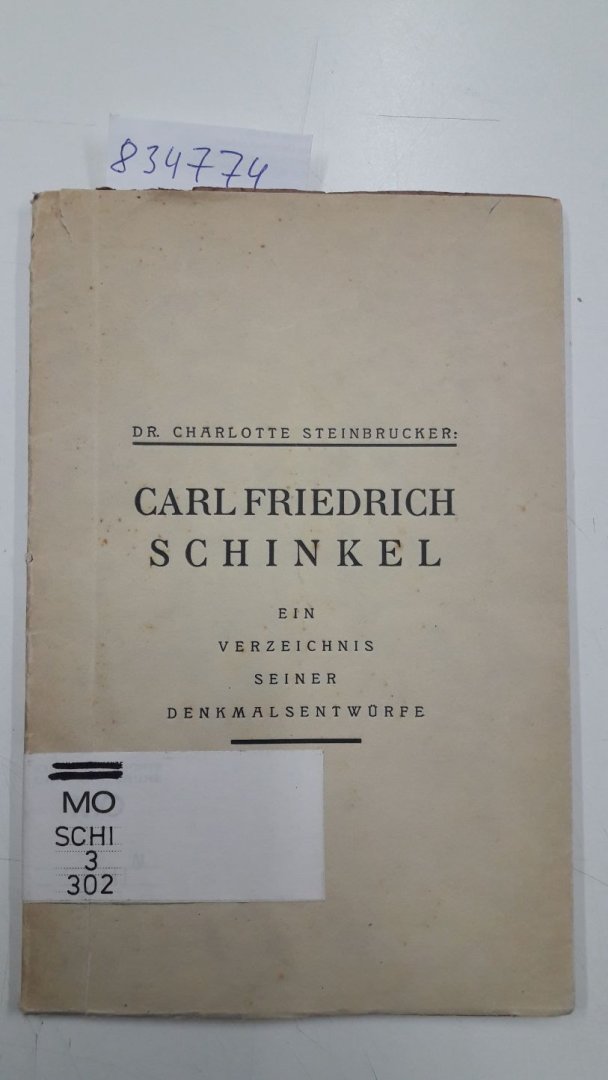 834774
DR. CHARLOTTE STEINBRUCKER:
CARL FRIEDRICH
SCHINKEL
EIN
VERZEICHNIS
SEINER
DENKMALSENTWÜRFE
MO
SCHI
3
302